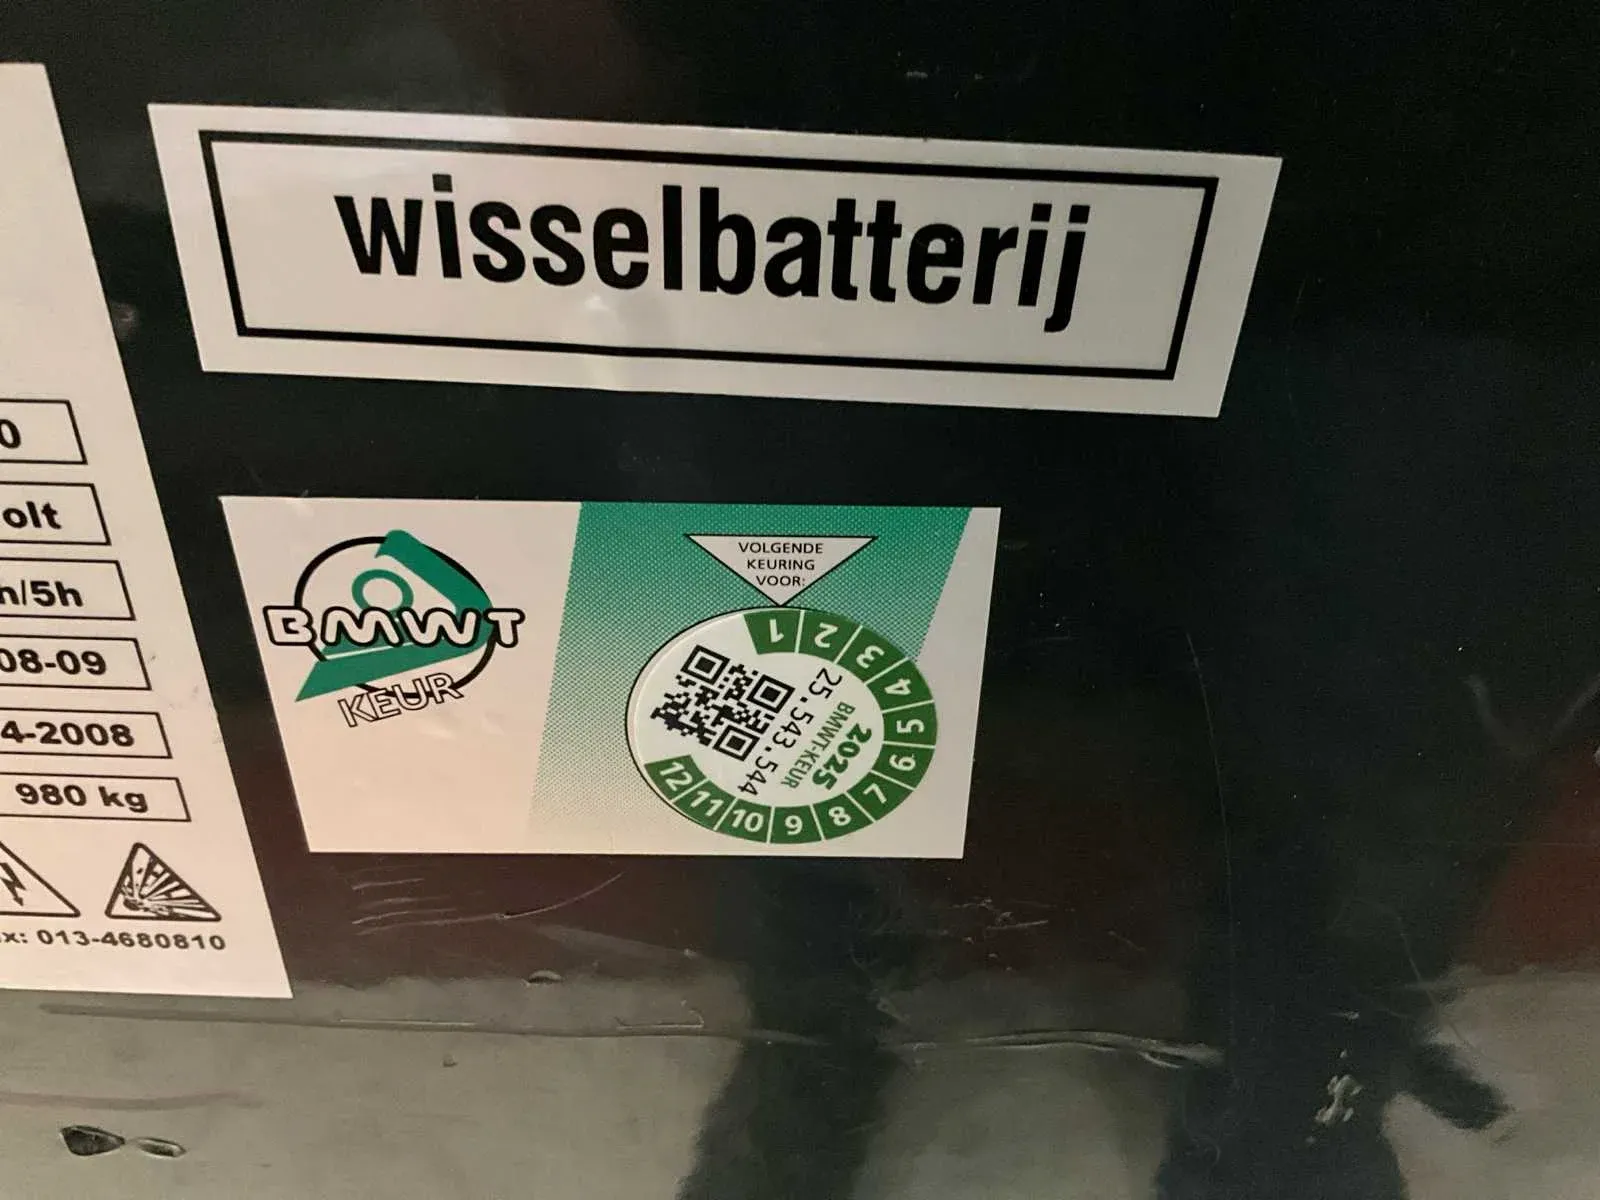 wisselbatterij
0
olt
h/5h
08-09
4-2008
980 kg
x: 013-4680810
BMWT
KEUR
VOLGENDE
KEURING
VOOR:
1 2 3 4 5 6 7 8 9 10 11 12
25.543.544
BMWT-KEUR
2025